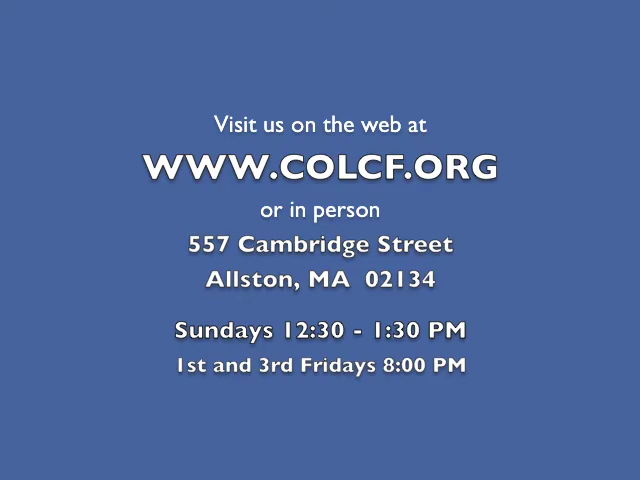 Visit us on the web at
WWW.COLCF.ORG
or in person
557 Cambridge Street
Allston, MA 02134
Sundays 12:30 - 1:30 PM
1st and 3rd Fridays 8:00 PM